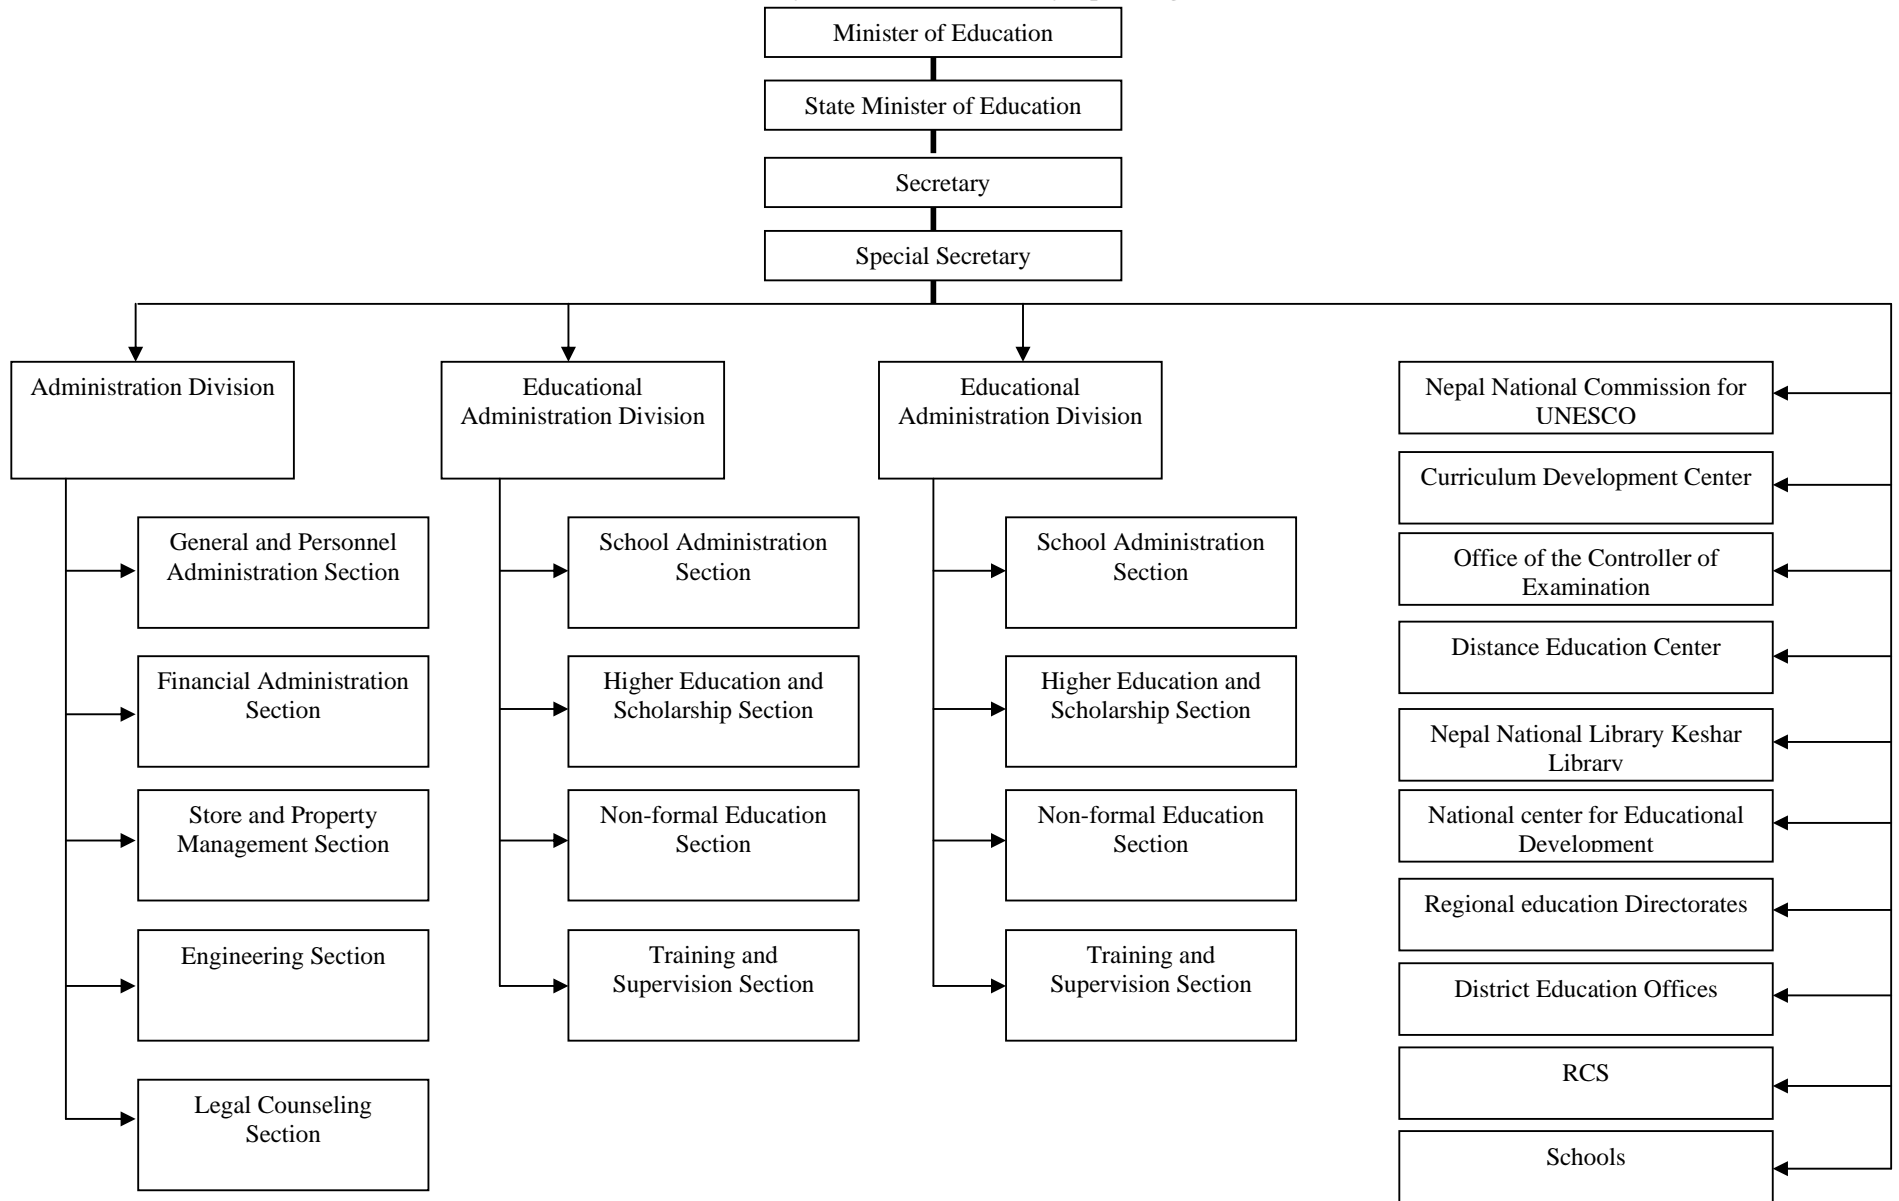 Minister of Education
State Minister of Education
Secretary
Special Secretary
Administration Division
General and Personnel
Administration Section
Financial Administration
Section
Store and Property
Management Section
Engineering Section
Legal Counseling
Section
Educational
Administration Division
School Administration
Section
Higher Education and
Scholarship Section
Non-formal Education
Section
Training and
Supervision Section
Educational
Administration Division
School Administration
Section
Higher Education and
Scholarship Section
Non-formal Education
Section
Training and
Supervision Section
Nepal National Commission for
UNESCO
Curriculum Development Center
Office of the Controller of
Examination
Distance Education Center
Nepal National Library Keshar
Library
National center for Educational
Development
Regional education Directorates
District Education Offices
RCS
Schools